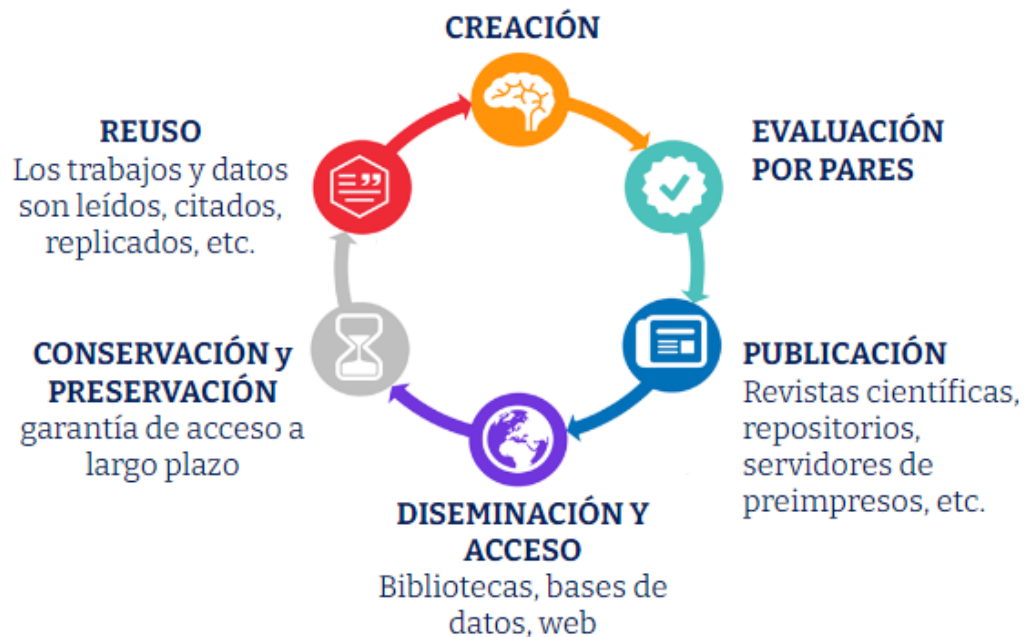 CREACIÓN
EVALUACIÓN
POR PARES
PUBLICACIÓN
Revistas científicas,
repositorios,
servidores de
preimpresos, etc.
DISEMINACIÓN Y
ACCESO
Bibliotecas, bases de
datos, web
CONSERVACIÓN y
PRESERVACIÓN
garantía de acceso a
largo plazo
REUSO
Los trabajos y datos
son leídos, citados,
replicados, etc.